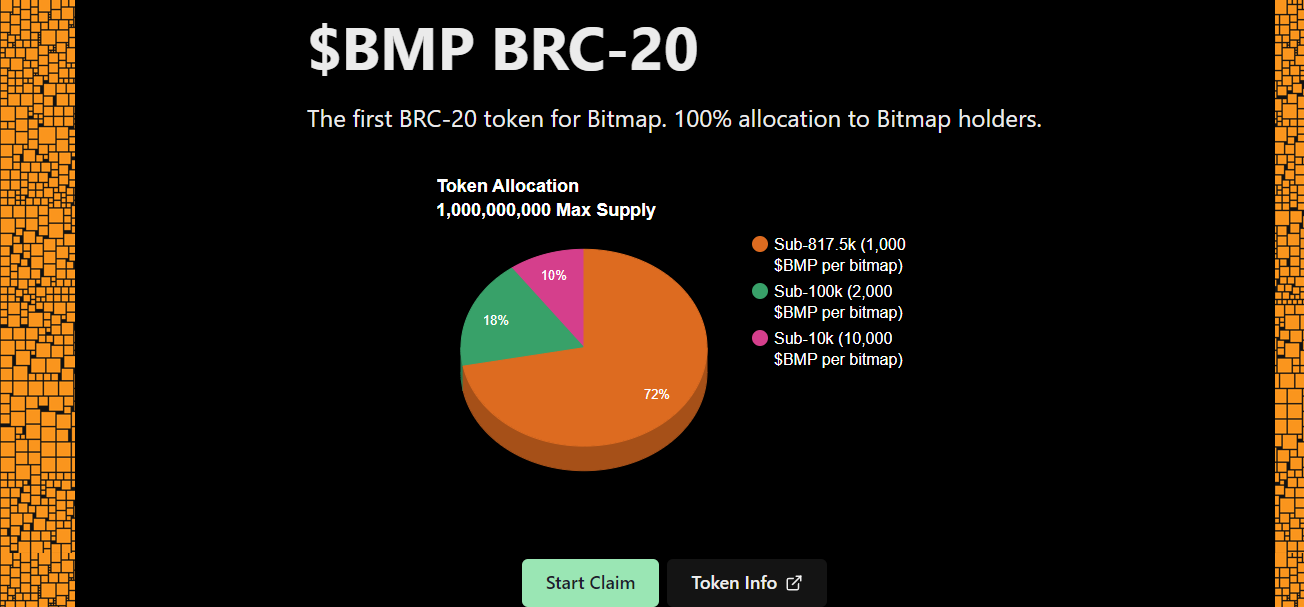 $BMP BRC-20
The first BRC-20 token for Bitmap. 100% allocation to Bitmap holders.
Token Allocation
1,000,000,000 Max Supply
10%
18%
72%
Sub-817.5k (1,000
$BMP per bitmap)
Sub-100k (2,000
$BMP per bitmap)
Sub-10k (10,000
$BMP per bitmap)
Start Claim
Token Info